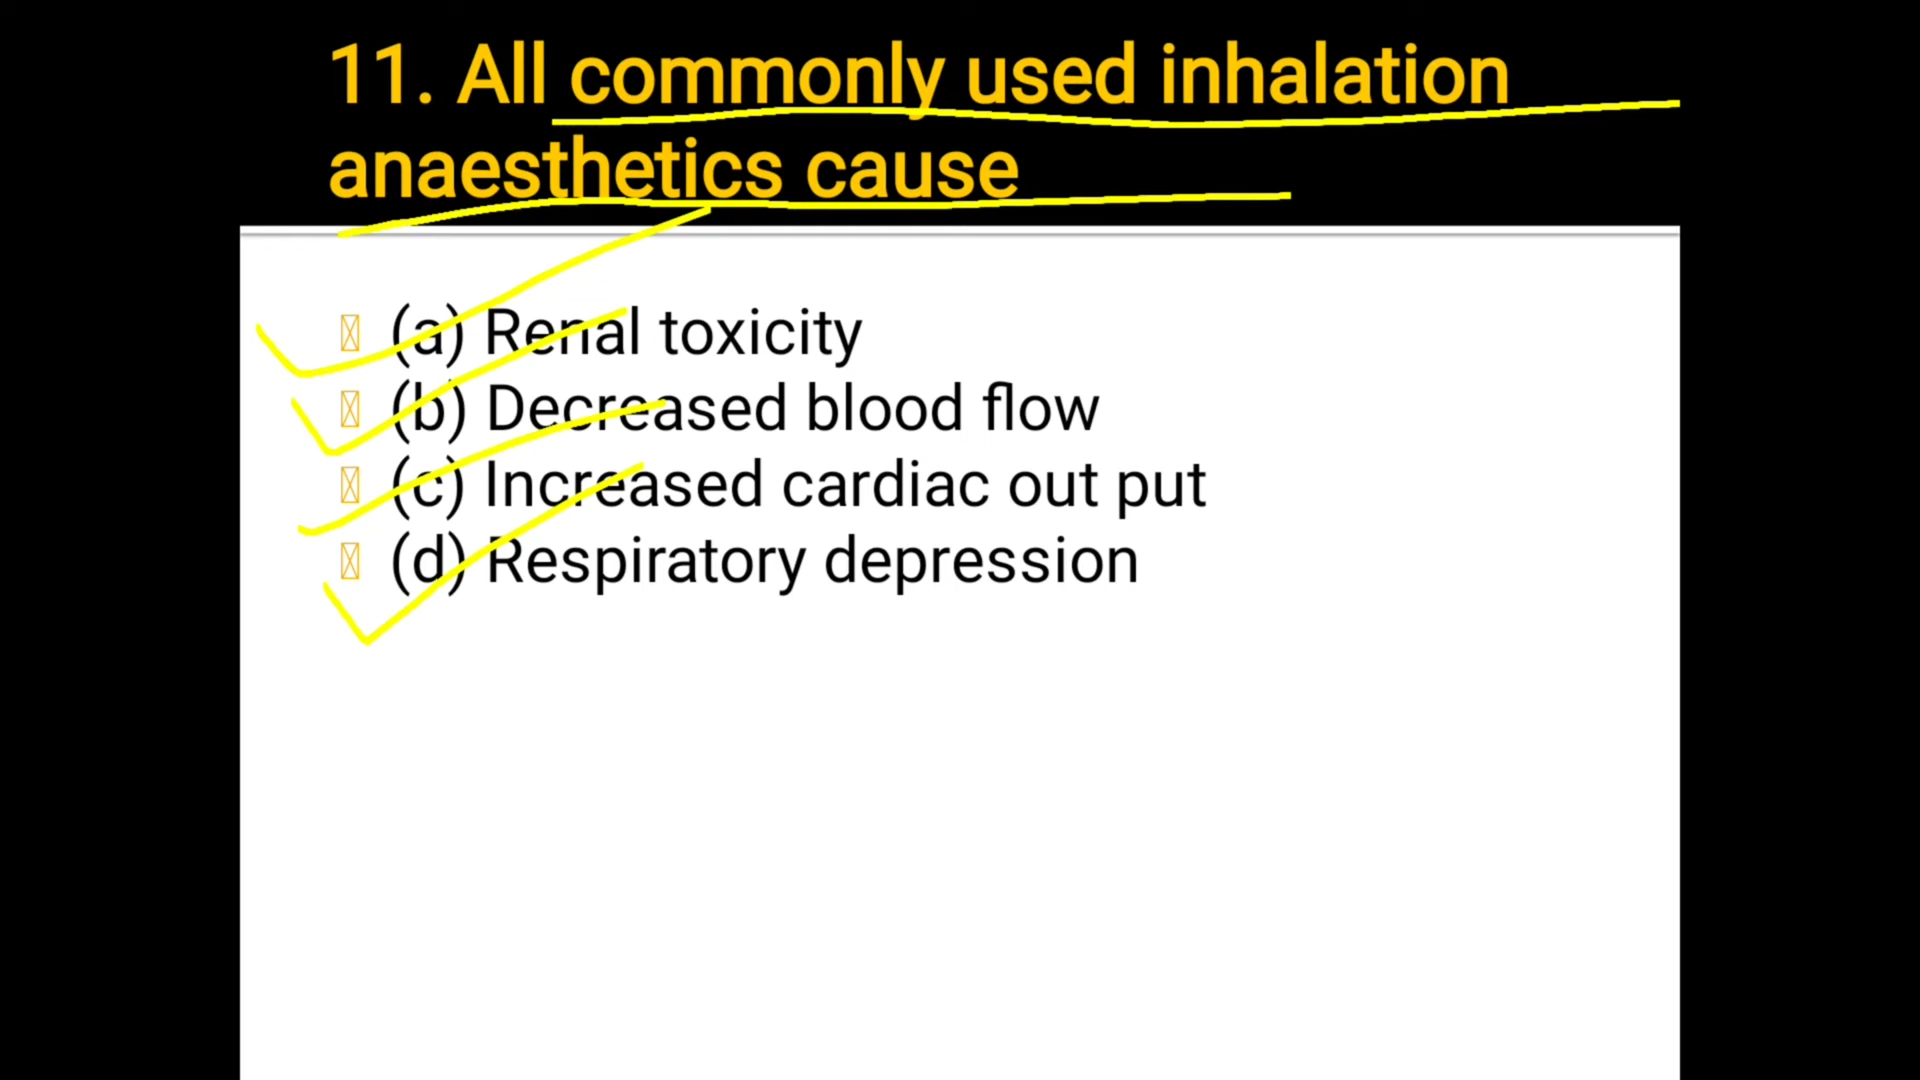 11. All commonly used inhalation
anaesthetics cause
(a) Renal toxicity
(b) Decreased blood flow
(c) Increased cardiac out put
(d) Respiratory depression